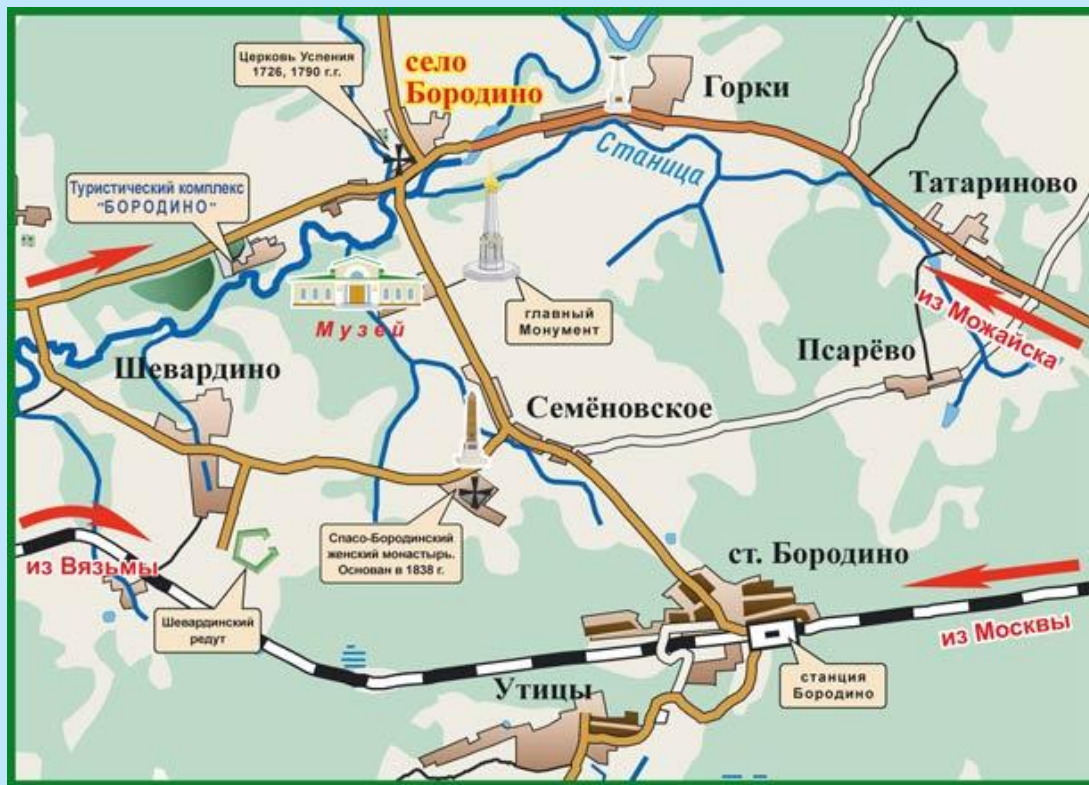 Церковь Успения
1726, 1790 г.г.
село
Бородино
Горки
Станица
Татариново
Туристический комплекс
"БОРОДИНО"
Музей
главный
Монумент
из Можайска
Псарёво
Шевардино
Семёновское
Спасо-Бородинский
женский монастырь.
Основан в 1838 г.
ст. Бородино
из Вязьмы
Шевардинский
редут
из Москвы
станция
Бородино
Утицы